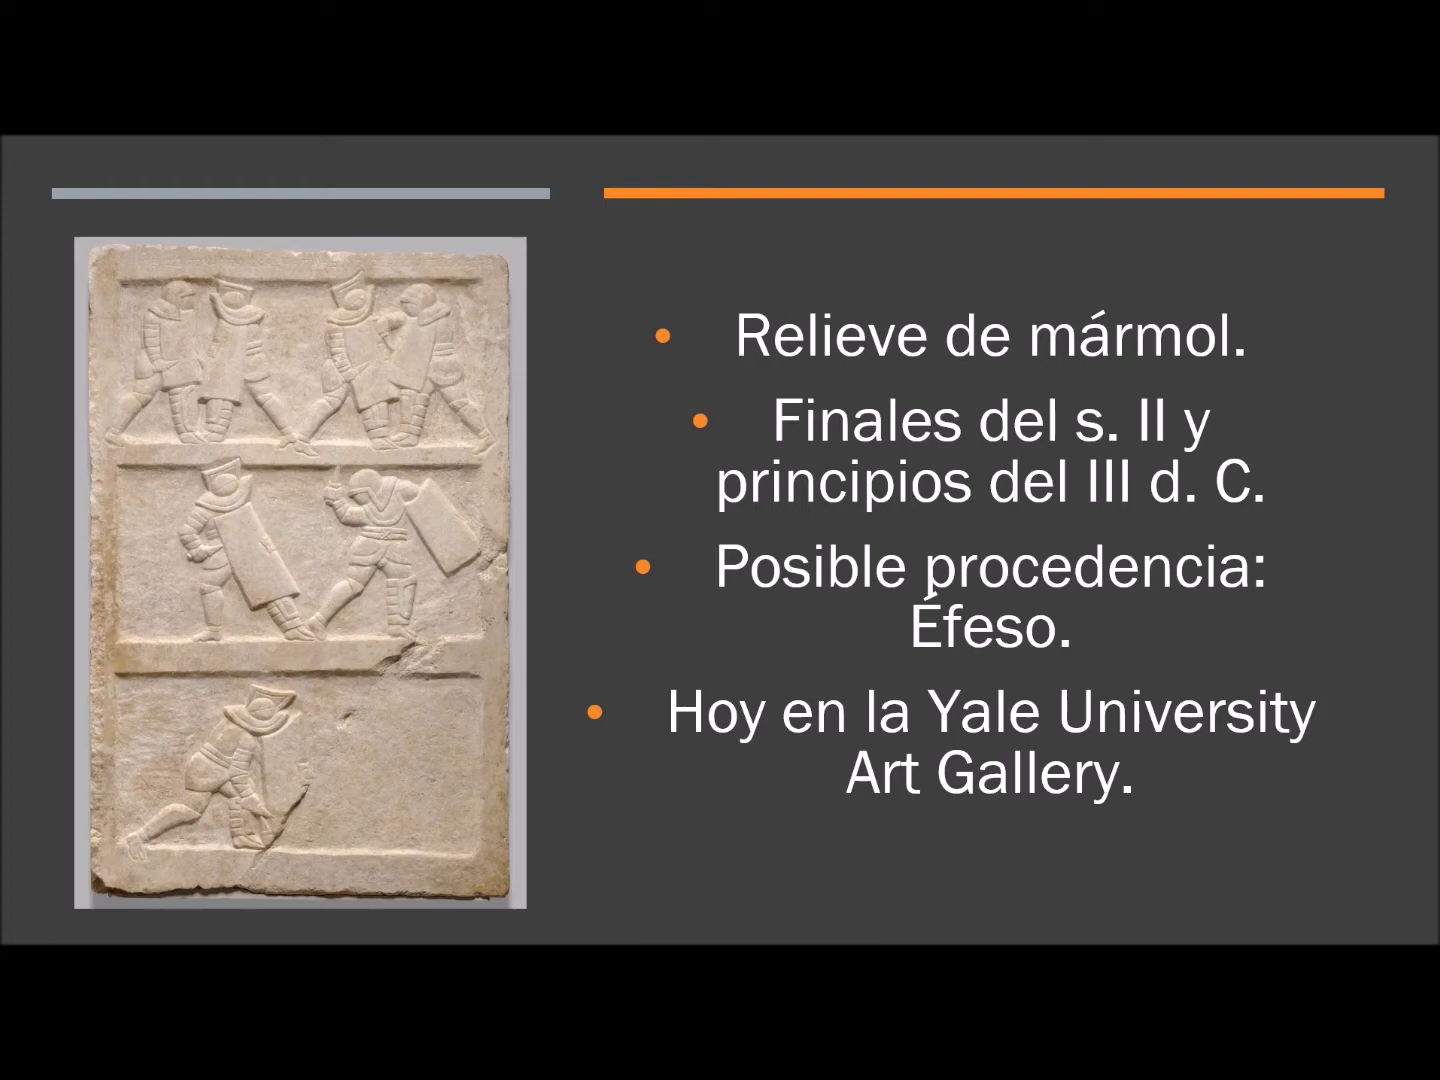 • Relieve de mármol.
• Finales del s. II y
principios del III d. C.
• Posible procedencia:
Éfeso.
• Hoy en la Yale University
Art Gallery.